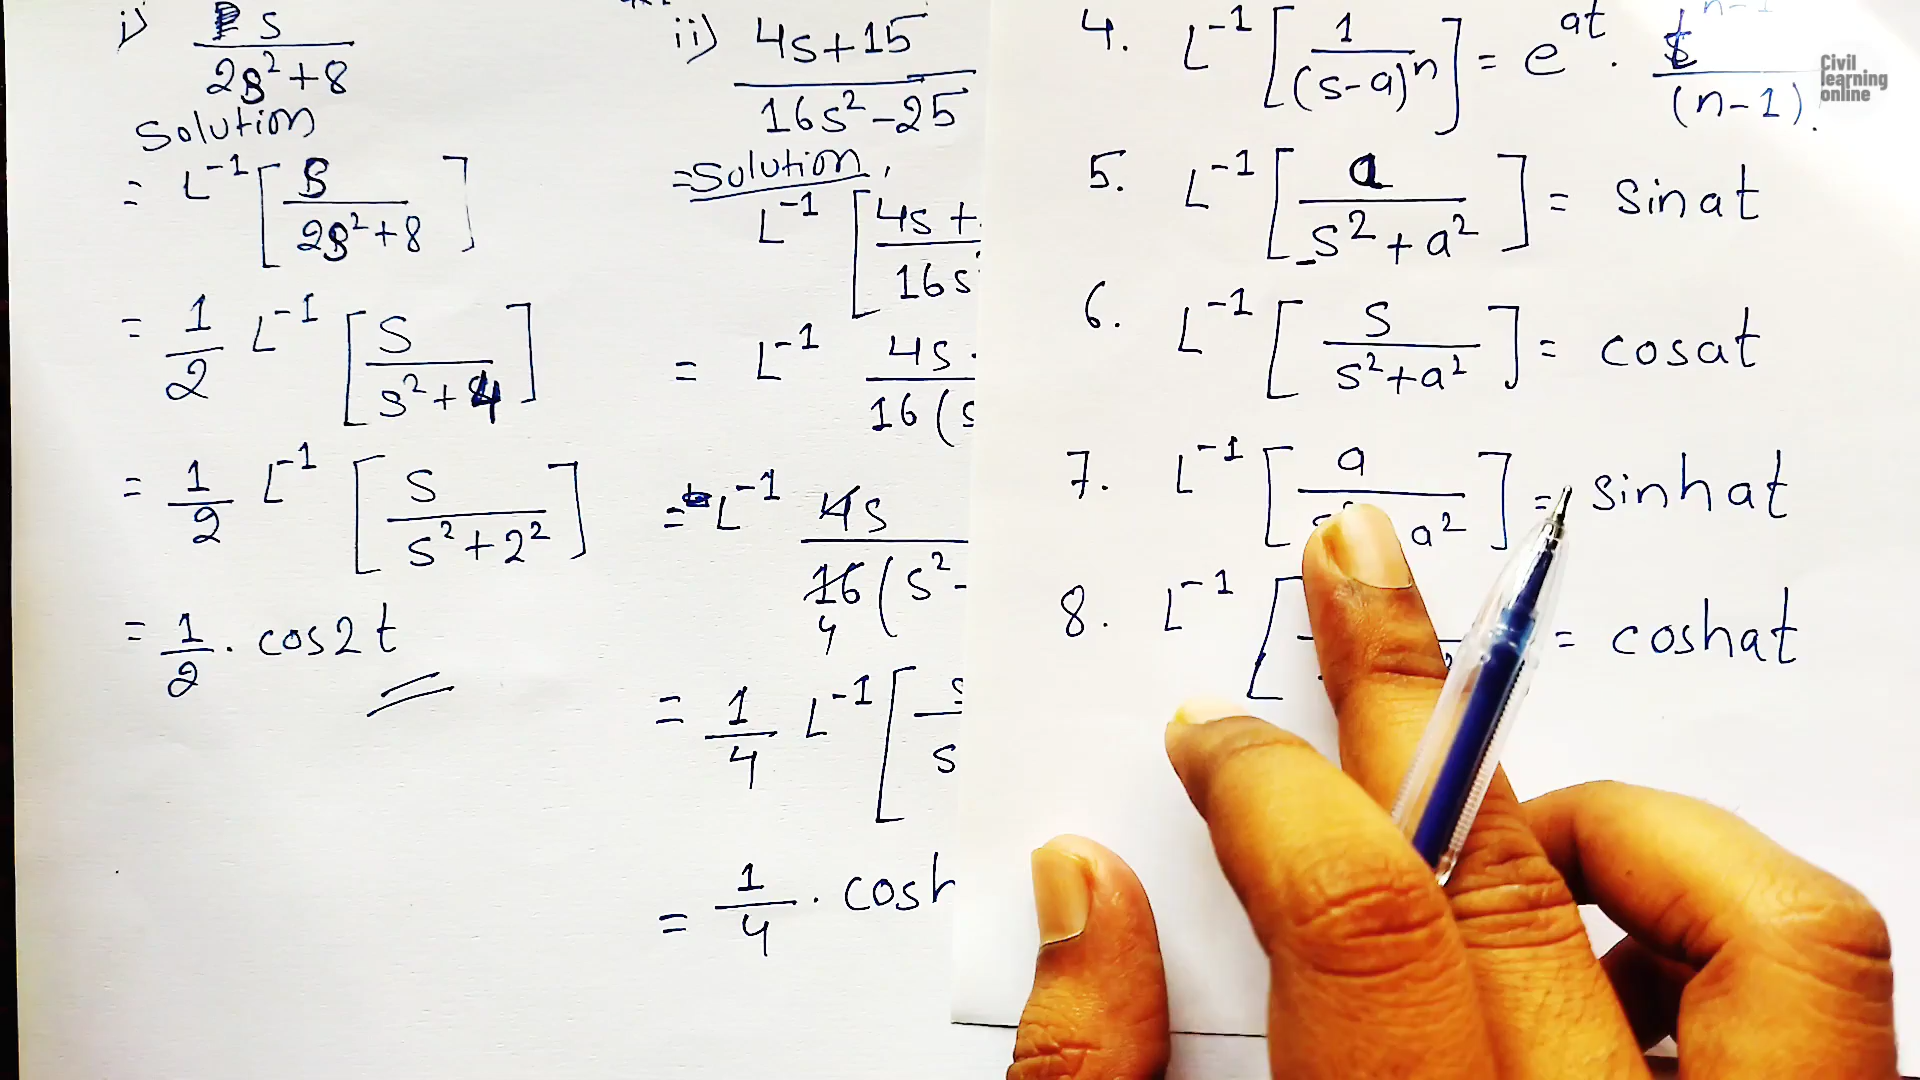 i) s
2s²+8
Solution
= L⁻¹ [ s / 2s²+8 ]
= 1/2 L⁻¹ [ s / s²+4 ]
= 1/2 L⁻¹ [ s / s²+2² ]
= 1/2 . cos2t
ii) 4s+15
16s²-25
=Solution,
L⁻¹ [ 4s+ / 16s
= L⁻¹ 4s / 16(s
= L⁻¹ 4s / 16(s²-
4
= 1/4 L⁻¹ [ s / s
= 1/4 . cosh
4. L⁻¹ [ 1 / (s-a)ⁿ ] = eᵃᵗ. tⁿ⁻¹ / (n-1)!
5. L⁻¹ [ a / s²+a² ] = sinat
6. L⁻¹ [ s / s²+a² ] = cosat
7. L⁻¹ [ a / a² ] = sinhat
8. L⁻¹ [ = coshat
Civil
learning
online